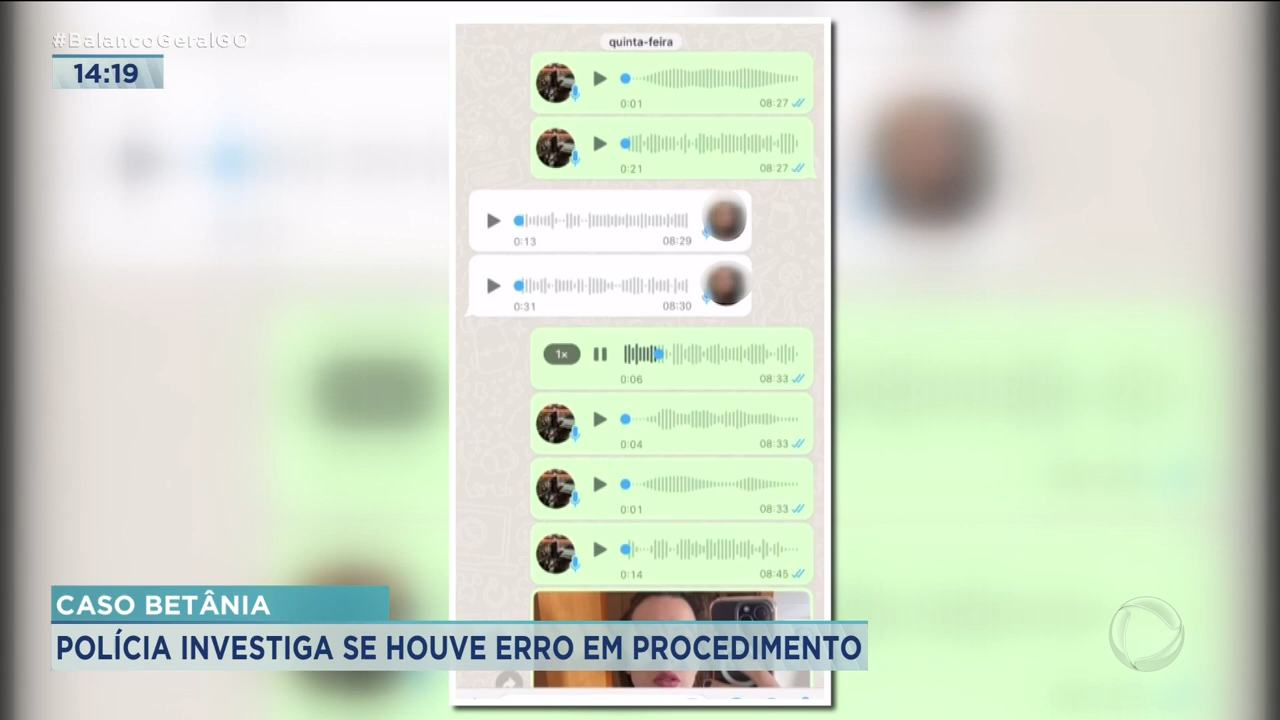 #BalancoGeralGO
14:19
quinta-feira
0:01 08:27
0:21 08:27
0:13 08:29
0:31 08:30
1x
0:06 08:33
0:04 08:33
0:01 08:33
0:14 08:45
CASO BETÂNIA
POLÍCIA INVESTIGA SE HOUVE ERRO EM PROCEDIMENTO